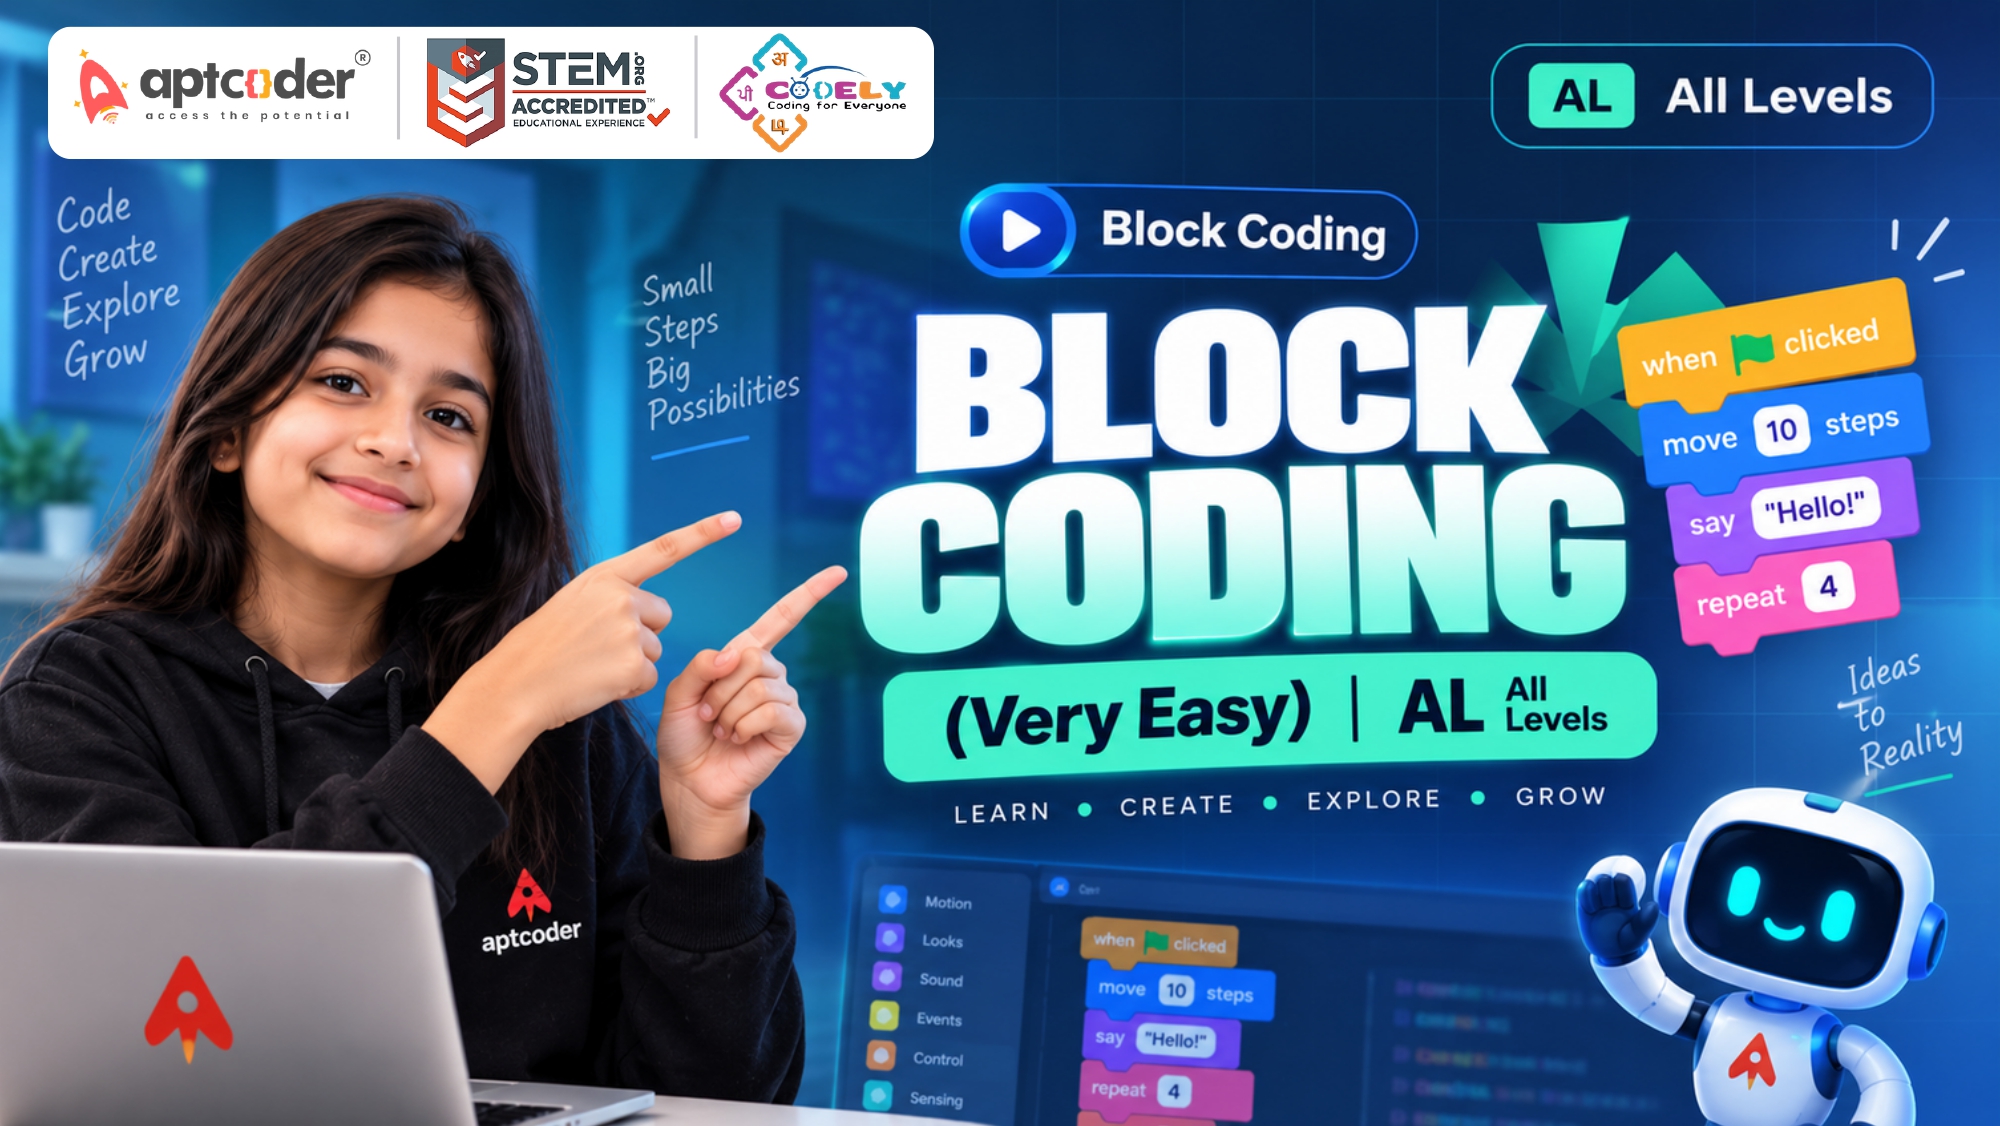 aptcoder®
access the potential
STEM.ORG
ACCREDITED™
EDUCATIONAL EXPERIENCE
अ
पी
CODELY
Coding for Everyone
AL All Levels
Code
Create
Explore
Grow
Small
Steps
Big
Possibilities
Block Coding
BLOCK
CODING
(Very Easy) | AL All Levels
LEARN • CREATE • EXPLORE • GROW
when clicked
move 10 steps
say "Hello!"
repeat 4
Ideas
to
Reality
aptcoder
Motion
Looks
Sound
Events
Control
Sensing
when clicked
move 10 steps
say "Hello!"
repeat 4